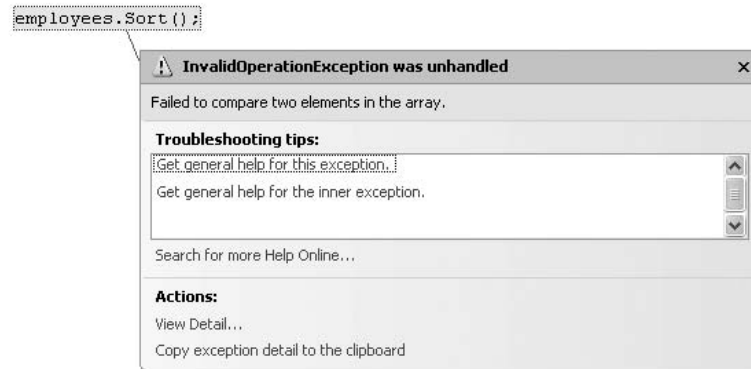 employees.Sort();
InvalidOperationException was unhandled
Failed to compare two elements in the array.
Troubleshooting tips:
Get general help for this exception.
Get general help for the inner exception.
Search for more Help Online...
Actions:
View Detail...
Copy exception detail to the clipboard